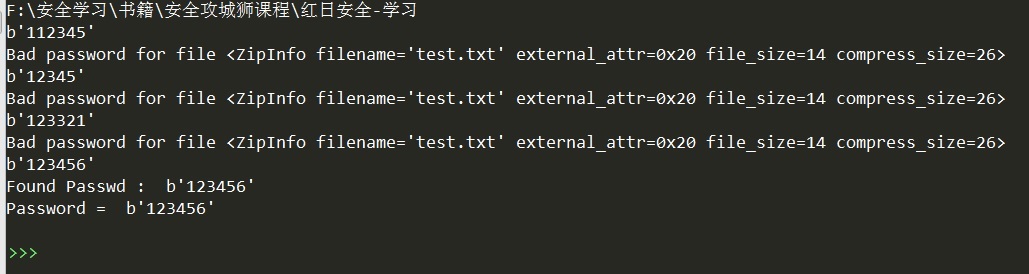 F:\安全学习\书籍\安全攻城狮课程\红日安全-学习
b'112345'
Bad password for file <ZipInfo filename='test.txt' external_attr=0x20 file_size=14 compress_size=26>
b'12345'
Bad password for file <ZipInfo filename='test.txt' external_attr=0x20 file_size=14 compress_size=26>
b'123321'
Bad password for file <ZipInfo filename='test.txt' external_attr=0x20 file_size=14 compress_size=26>
b'123456'
Found Passwd :  b'123456'
Password =  b'123456'
>>>